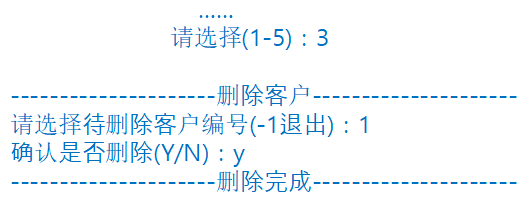 ......
请选择(1-5)：3
---------------------删除客户---------------------
请选择待删除客户编号(-1退出)：1
确认是否删除(Y/N)：y
---------------------删除完成---------------------